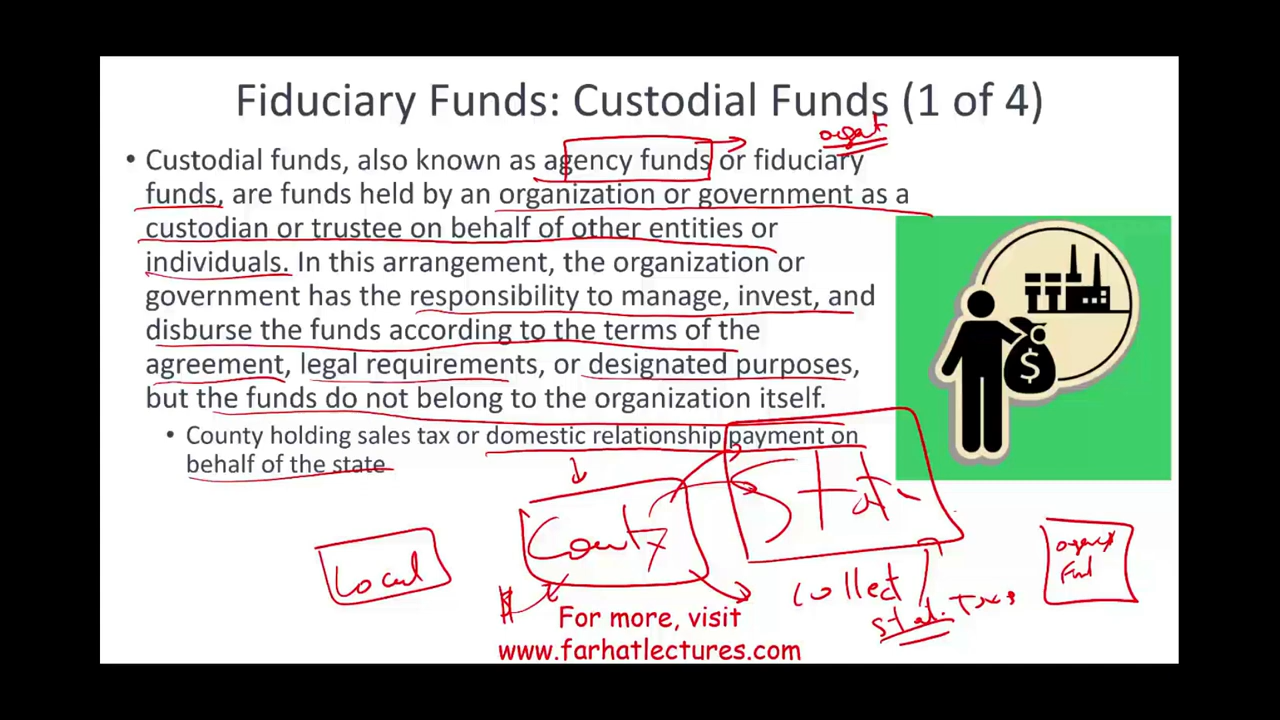 Fiduciary Funds: Custodial Funds (1 of 4)
• Custodial funds, also known as agency funds or fiduciary
funds, are funds held by an organization or government as a
custodian or trustee on behalf of other entities or
individuals. In this arrangement, the organization or
government has the responsibility to manage, invest, and
disburse the funds according to the terms of the
agreement, legal requirements, or designated purposes,
but the funds do not belong to the organization itself.
• County holding sales tax or domestic relationship payment on
behalf of the state
$
County
State
Local
collect
state Taxes
agency
Fund
For more, visit
www.farhatlectures.com